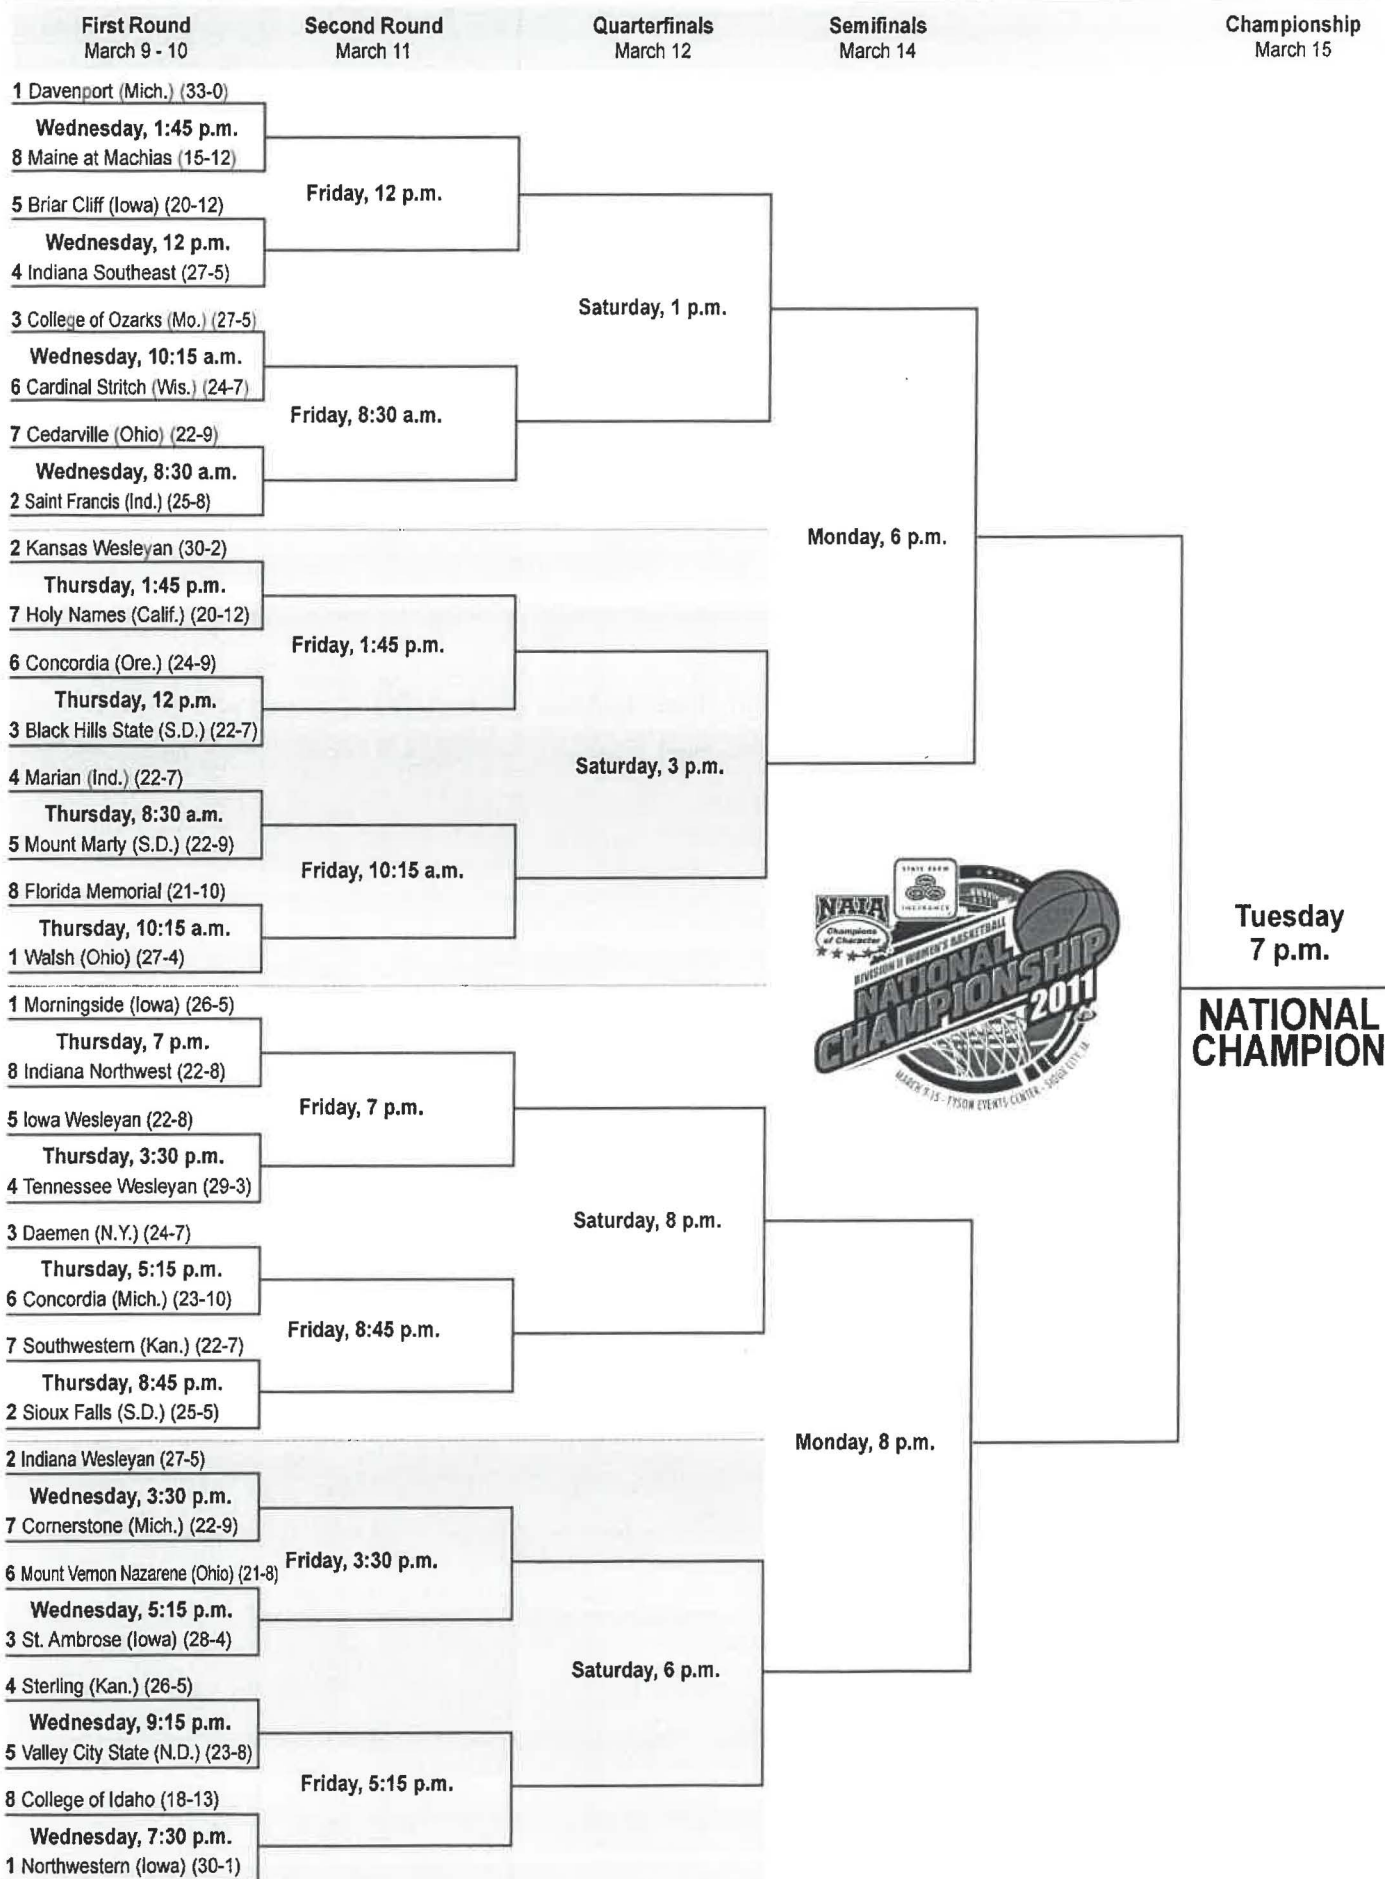 First Round
March 9 - 10
Second Round
March 11
Quarterfinals
March 12
Semifinals
March 14
Championship
March 15
1 Davenport (Mich.) (33-0)
Wednesday, 1:45 p.m.
8 Maine at Machias (15-12)
Friday, 12 p.m.
5 Briar Cliff (Iowa) (20-12)
Wednesday, 12 p.m.
4 Indiana Southeast (27-5)
Saturday, 1 p.m.
3 College of Ozarks (Mo.) (27-5)
Wednesday, 10:15 a.m.
6 Cardinal Stritch (Wis.) (24-7)
Friday, 8:30 a.m.
7 Cedarville (Ohio) (22-9)
Wednesday, 8:30 a.m.
2 Saint Francis (Ind.) (25-8)
Monday, 6 p.m.
2 Kansas Wesleyan (30-2)
Thursday, 1:45 p.m.
7 Holy Names (Calif.) (20-12)
Friday, 1:45 p.m.
6 Concordia (Ore.) (24-9)
Thursday, 12 p.m.
3 Black Hills State (S.D.) (22-7)
Saturday, 3 p.m.
4 Marian (Ind.) (22-7)
Thursday, 8:30 a.m.
5 Mount Marty (S.D.) (22-9)
Friday, 10:15 a.m.
8 Florida Memorial (21-10)
Thursday, 10:15 a.m.
1 Walsh (Ohio) (27-4)
STATE FARM
INSURANCE
NAIA
Champions
of Character
DIVISION II WOMEN'S BASKETBALL
NATIONAL
CHAMPIONSHIP
2011
MARCH 9-15 - TYSON EVENTS CENTER - SIOUX CITY, IA
Tuesday
7 p.m.
NATIONAL
CHAMPION
1 Morningside (Iowa) (26-5)
Thursday, 7 p.m.
8 Indiana Northwest (22-8)
Friday, 7 p.m.
5 Iowa Wesleyan (22-8)
Thursday, 3:30 p.m.
4 Tennessee Wesleyan (29-3)
Saturday, 8 p.m.
3 Daemen (N.Y.) (24-7)
Thursday, 5:15 p.m.
6 Concordia (Mich.) (23-10)
Friday, 8:45 p.m.
7 Southwestern (Kan.) (22-7)
Thursday, 8:45 p.m.
2 Sioux Falls (S.D.) (25-5)
Monday, 8 p.m.
2 Indiana Wesleyan (27-5)
Wednesday, 3:30 p.m.
7 Cornerstone (Mich.) (22-9)
Friday, 3:30 p.m.
6 Mount Vernon Nazarene (Ohio) (21-8)
Wednesday, 5:15 p.m.
3 St. Ambrose (Iowa) (28-4)
Saturday, 6 p.m.
4 Sterling (Kan.) (26-5)
Wednesday, 9:15 p.m.
5 Valley City State (N.D.) (23-8)
Friday, 5:15 p.m.
8 College of Idaho (18-13)
Wednesday, 7:30 p.m.
1 Northwestern (Iowa) (30-1)